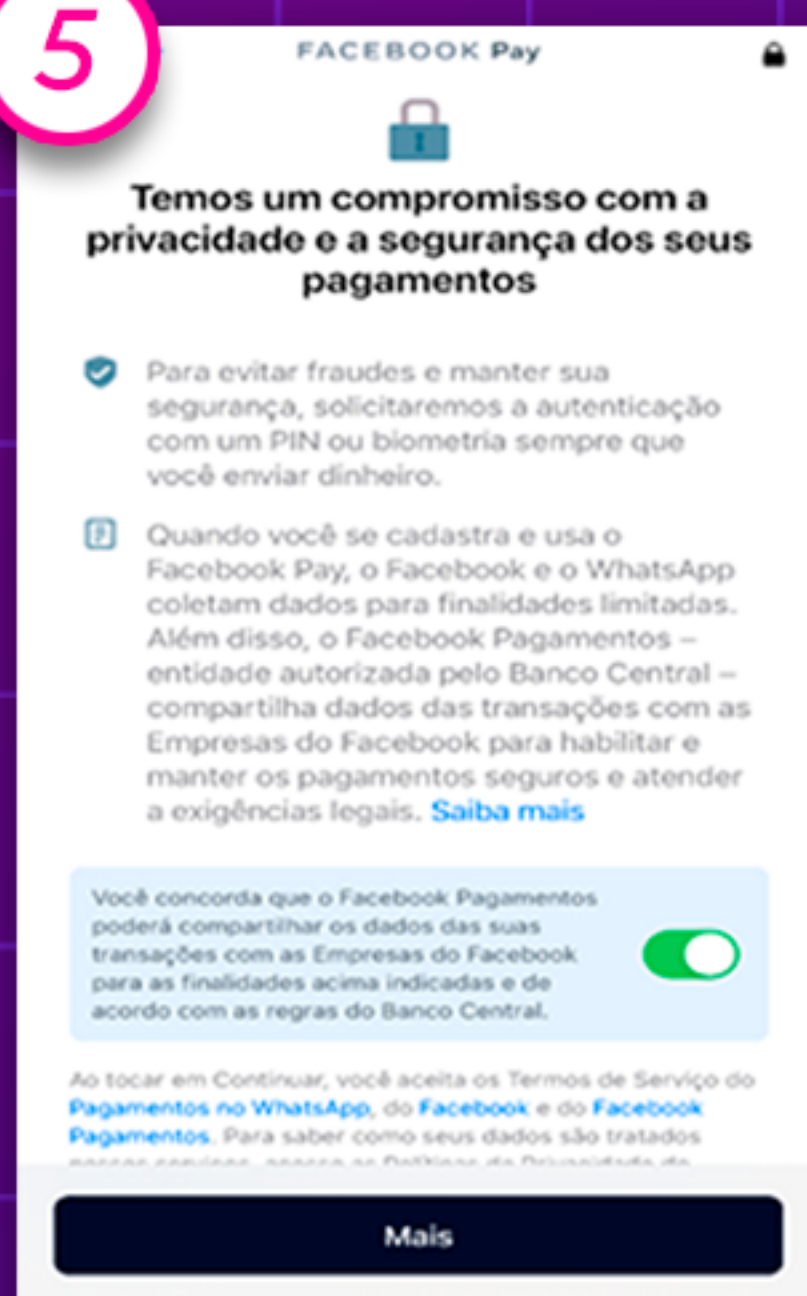 5
FACEBOOK Pay
Temos um compromisso com a
privacidade e a segurança dos seus
pagamentos
Para evitar fraudes e manter sua
segurança, solicitaremos a autenticação
com um PIN ou biometria sempre que
você enviar dinheiro.
Quando você se cadastra e usa o
Facebook Pay, o Facebook e o WhatsApp
coletam dados para finalidades limitadas.
Além disso, o Facebook Pagamentos –
entidade autorizada pelo Banco Central –
compartilha dados das transações com as
Empresas do Facebook para habilitar e
manter os pagamentos seguros e atender
a exigências legais. Saiba mais
Você concorda que o Facebook Pagamentos
poderá compartilhar os dados das suas
transações com as Empresas do Facebook
para as finalidades acima indicadas e de
acordo com as regras do Banco Central.
Ao tocar em Continuar, você aceita os Termos de Serviço do
Pagamentos no WhatsApp, do Facebook e do Facebook
Pagamentos. Para saber como seus dados são tratados
Mais